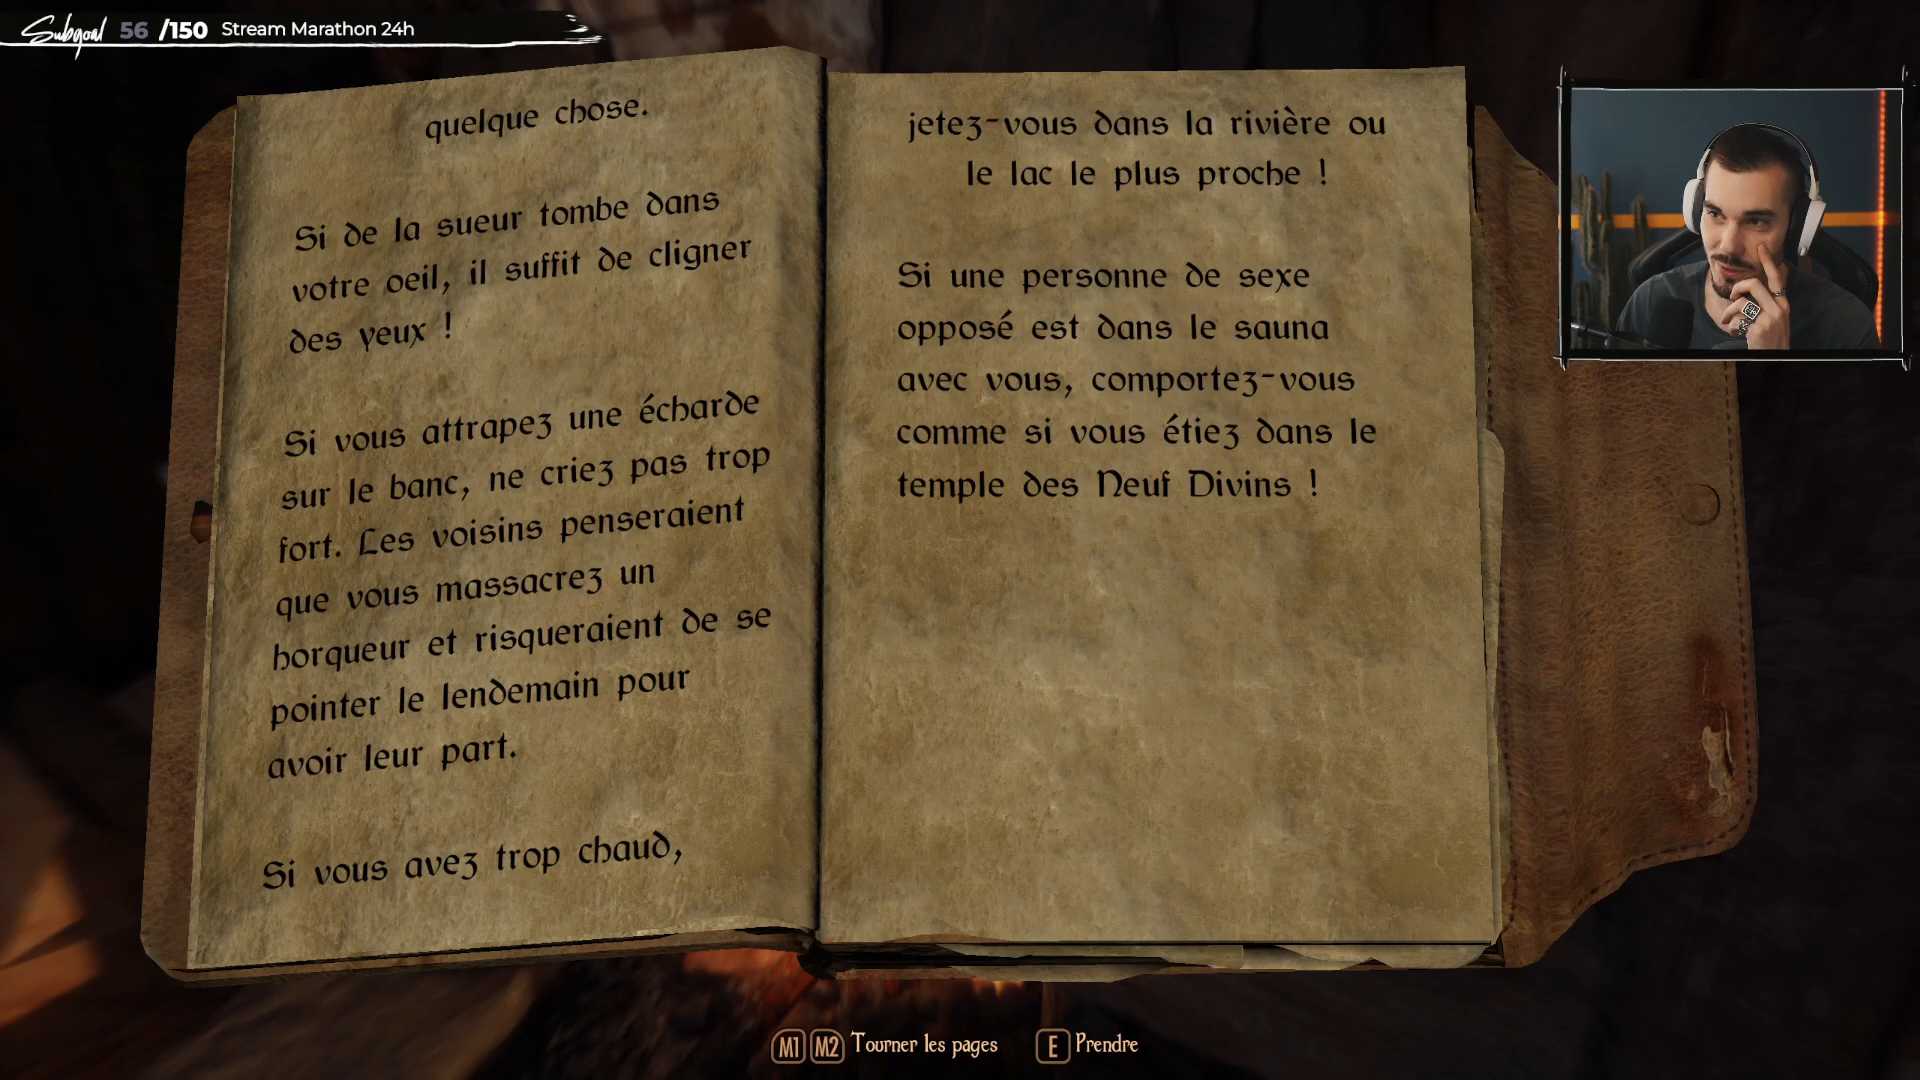 Subgoal 56 /150 Stream Marathon 24h
quelque chose.
Si de la sueur tombe dans
votre oeil, il suffit de cligner
des yeux !
Si vous attrapez une écharde
sur le banc, ne criez pas trop
fort. Les voisins penseraient
que vous massacrez un
horqueur et risqueraient de se
pointer le lendemain pour
avoir leur part.
Si vous avez trop chaud,
jetez-vous dans la rivière ou
le lac le plus proche !
Si une personne de sexe
opposé est dans le sauna
avec vous, comportez-vous
comme si vous étiez dans le
temple des Neuf Divins !
M1 M2 Tourner les pages E Prendre